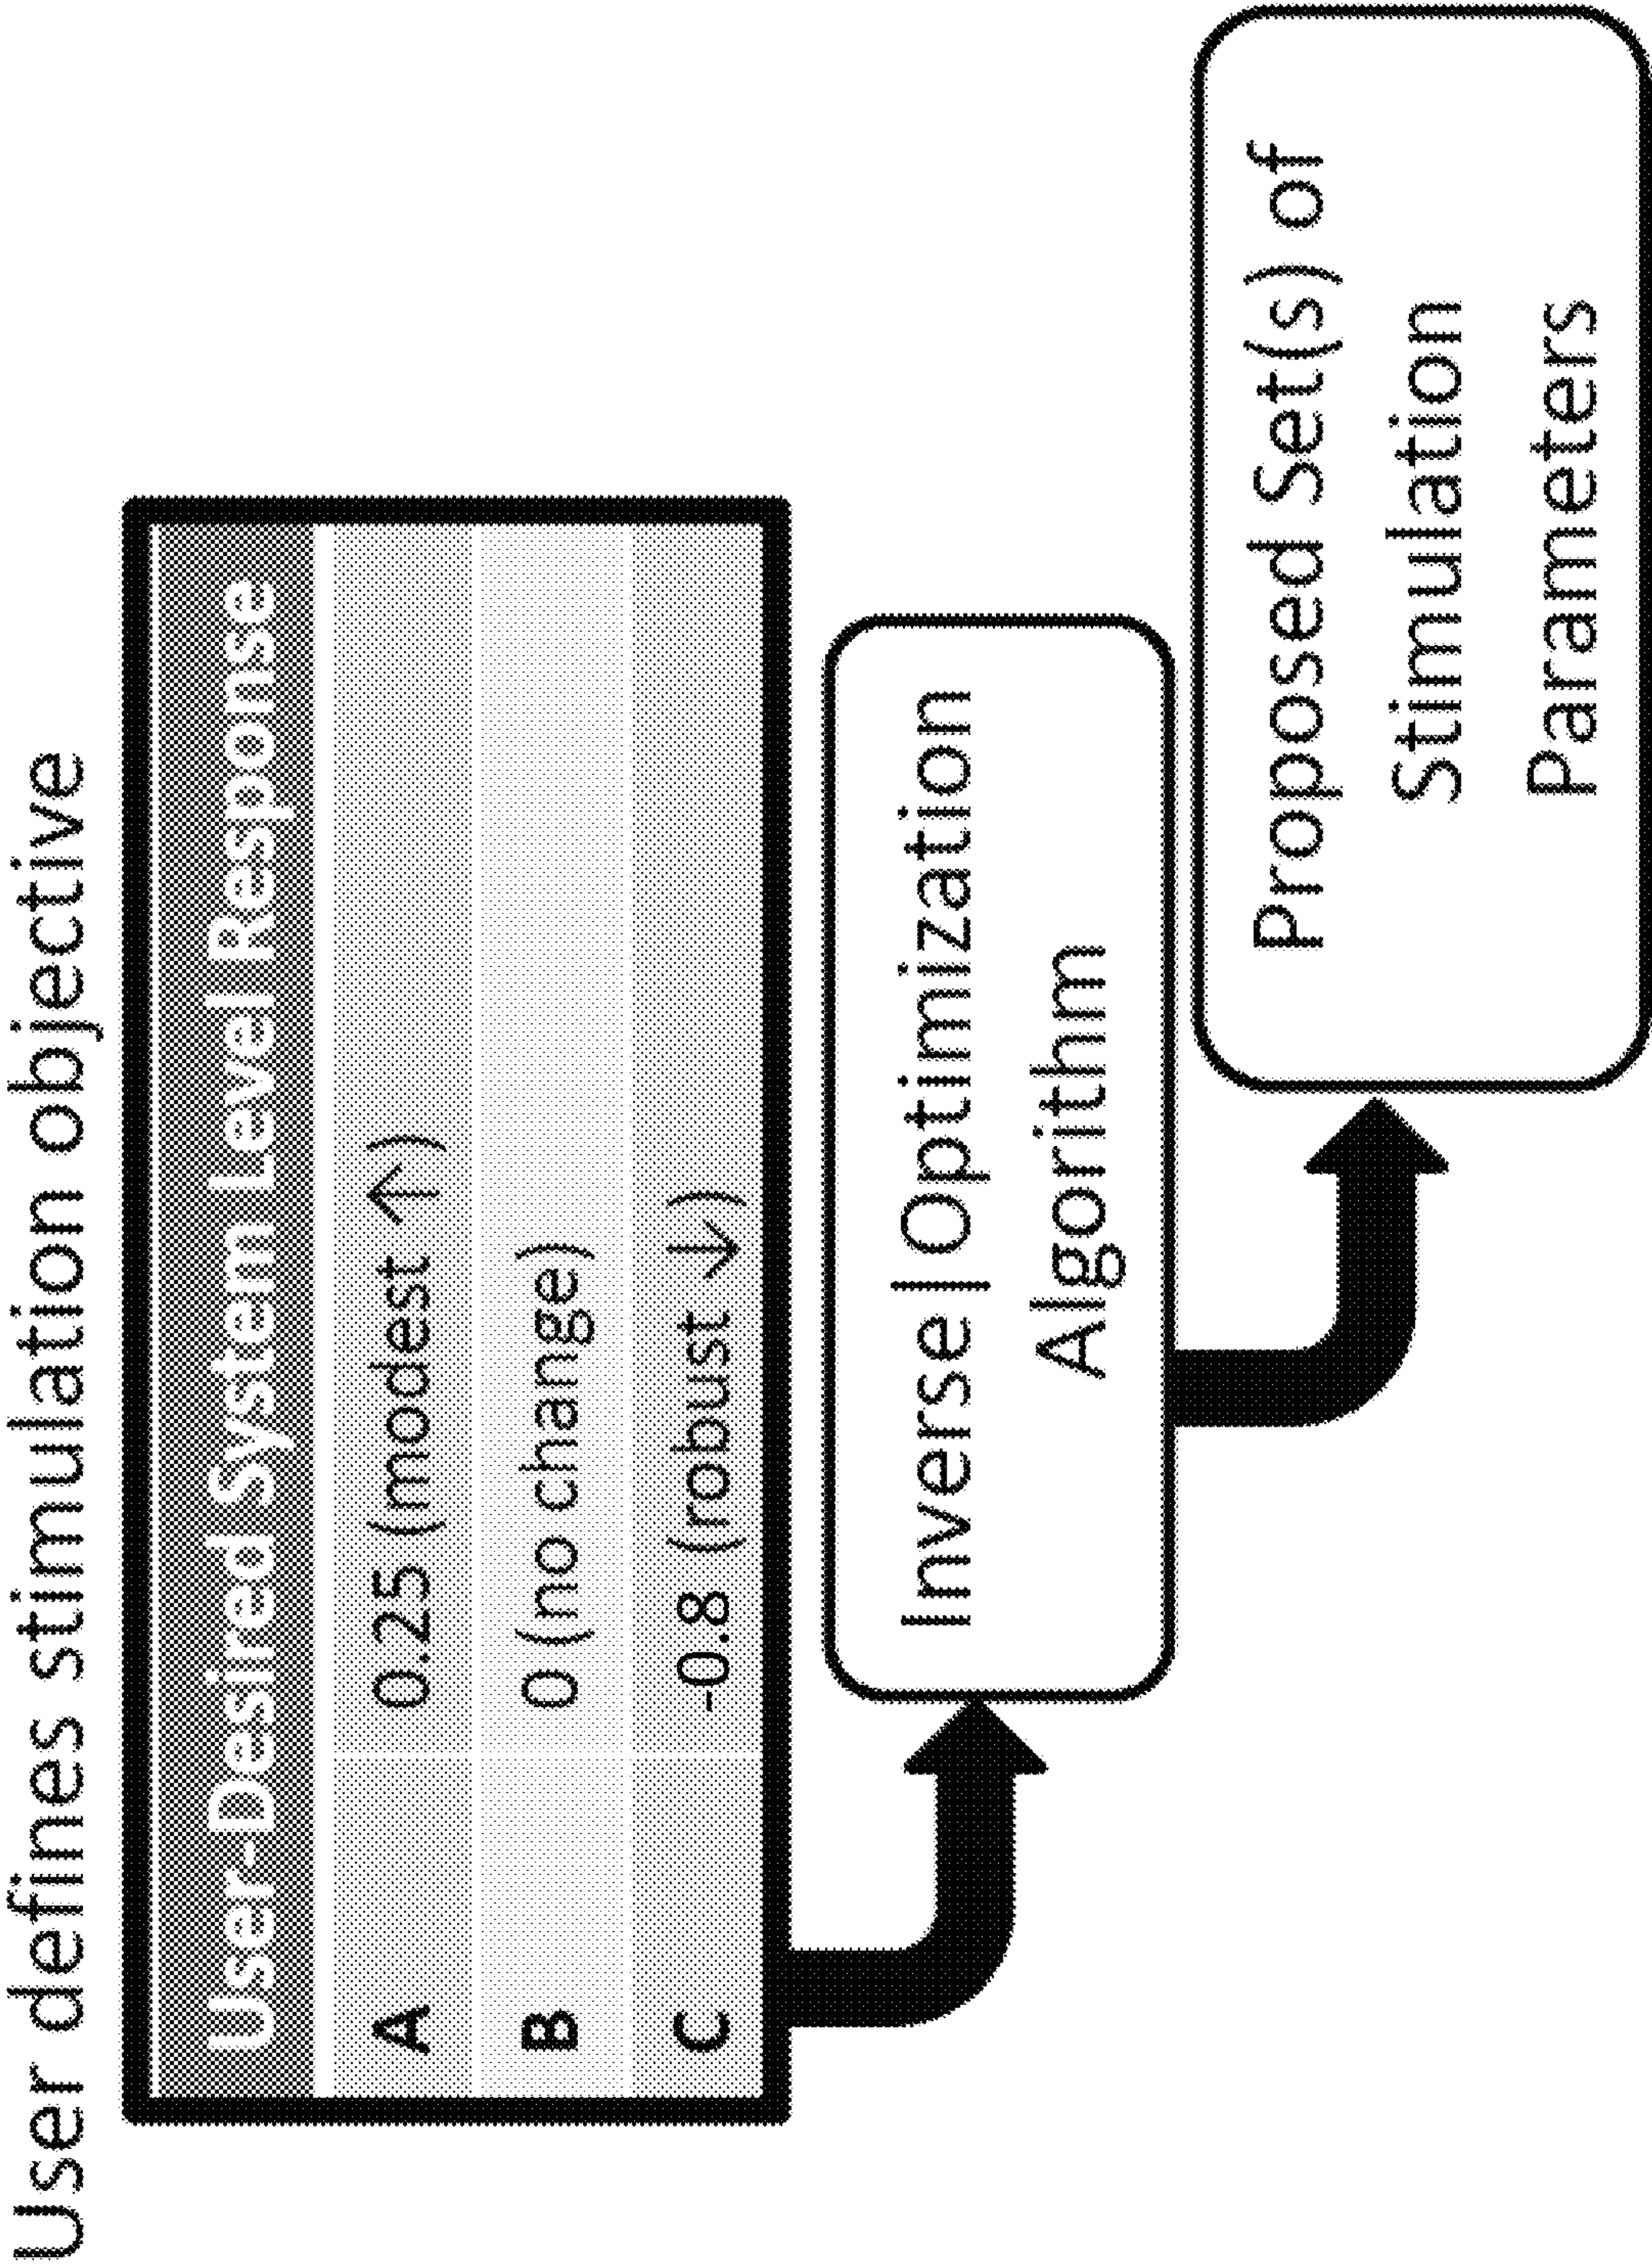 User defines stimulation objective
User-Desired System Level Response
A 0.25 (modest ↑)
B 0 (no change)
C -0.8 (robust ↓)
Inverse|Optimization
Algorithm
Proposed Set(s) of
Stimulation
Parameters